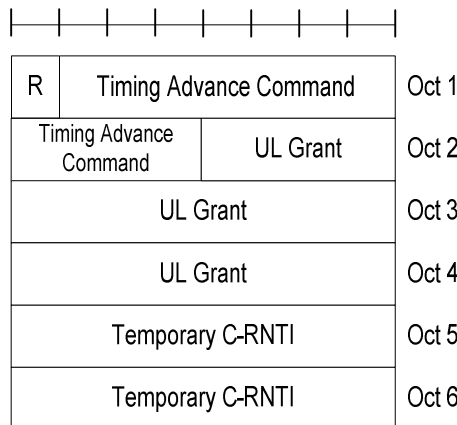 R Timing Advance Command Oct 1
Timing Advance
Command UL Grant Oct 2
UL Grant Oct 3
UL Grant Oct 4
Temporary C-RNTI Oct 5
Temporary C-RNTI Oct 6